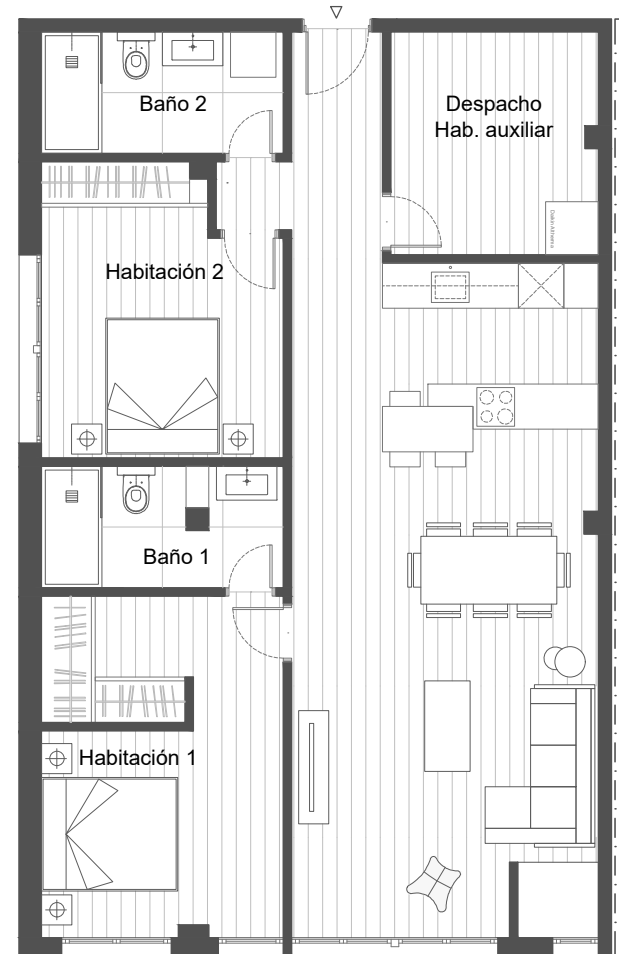 Baño 2
Despacho
Hab. auxiliar
Habitación 2
Baño 1
Habitación 1